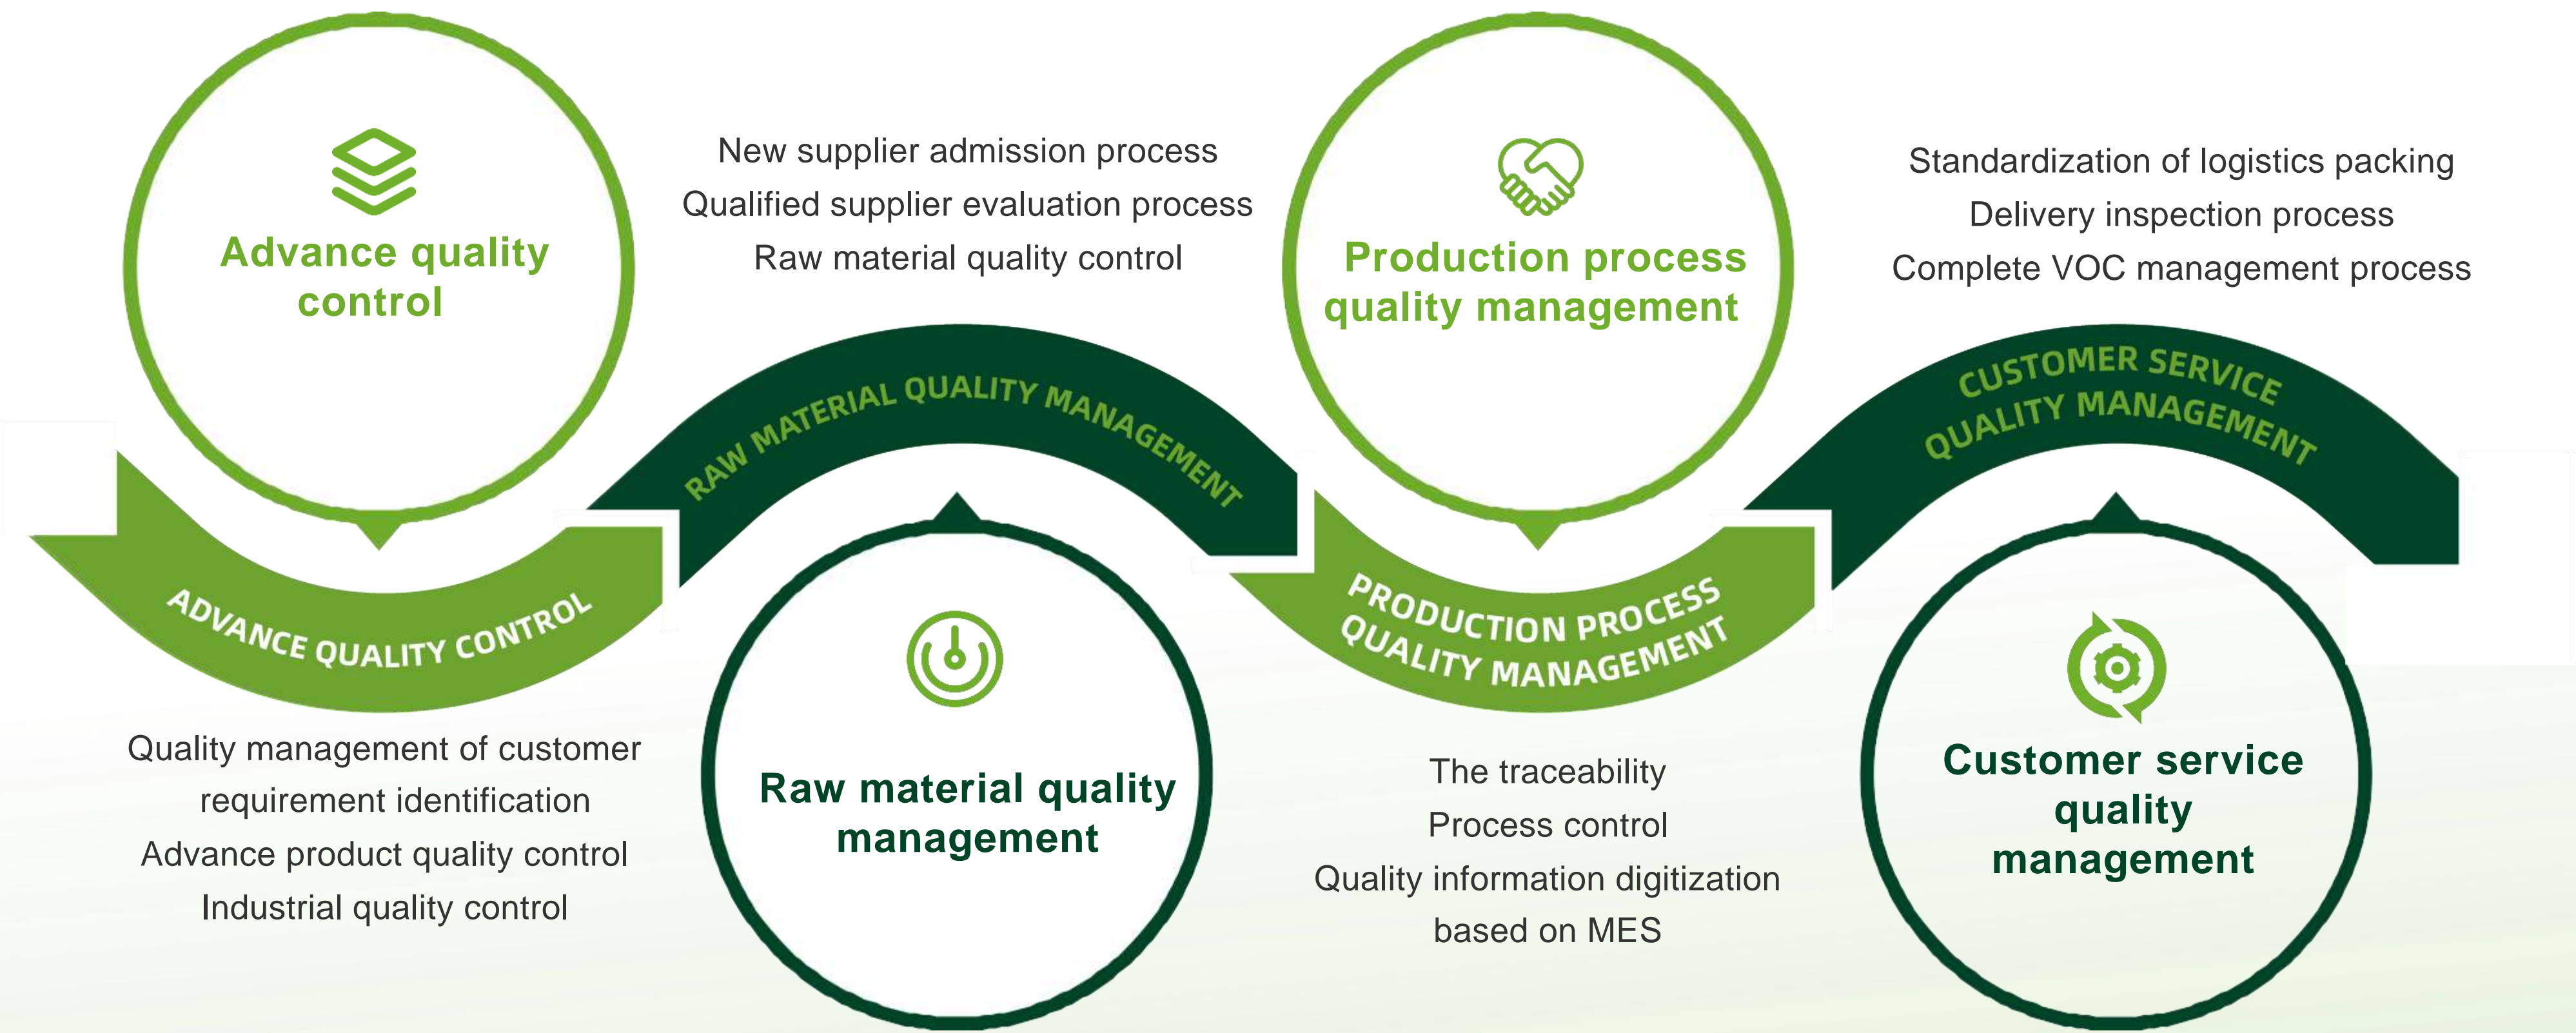 Advance quality
control
ADVANCE QUALITY CONTROL
Quality management of customer
requirement identification
Advance product quality control
Industrial quality control
New supplier admission process
Qualified supplier evaluation process
Raw material quality control
RAW MATERIAL QUALITY MANAGEMENT
Raw material quality
management
Production process
quality management
PRODUCTION PROCESS
QUALITY MANAGEMENT
The traceability
Process control
Quality information digitization
based on MES
Standardization of logistics packing
Delivery inspection process
Complete VOC management process
CUSTOMER SERVICE
QUALITY MANAGEMENT
Customer service
quality
management